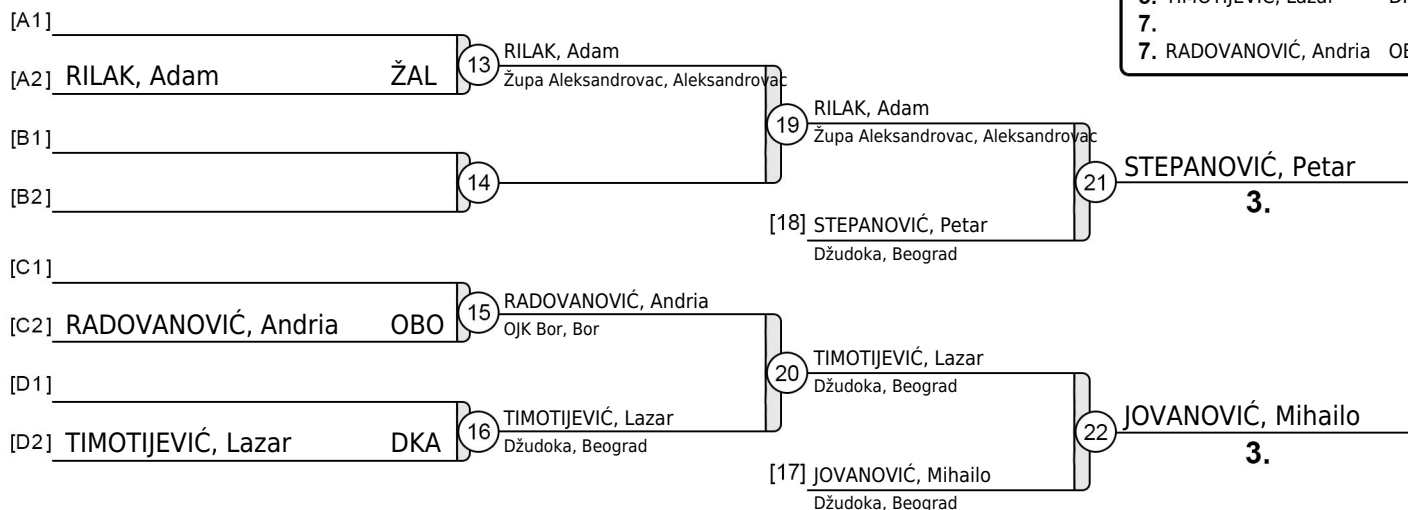 [A1]
[A2] RILAK, Adam ŽAL
13
RILAK, Adam
Župa Aleksandrovac, Aleksandrovac
[B1]
[B2]
14
19
RILAK, Adam
Župa Aleksandrovac, Aleksandrovac
[18] STEPANOVIĆ, Petar
Džudoka, Beograd
21
STEPANOVIĆ, Petar
3.
[C1]
[C2] RADOVANOVIĆ, Andria OBO
15
RADOVANOVIĆ, Andria
OJK Bor, Bor
[D1]
[D2] TIMOTIJEVIĆ, Lazar DKA
16
TIMOTIJEVIĆ, Lazar
Džudoka, Beograd
20
TIMOTIJEVIĆ, Lazar
Džudoka, Beograd
[17] JOVANOVIĆ, Mihailo
Džudoka, Beograd
22
JOVANOVIĆ, Mihailo
3.
TIMOTIJEVIĆ, Lazar
7.
7. RADOVANOVIĆ, Andria